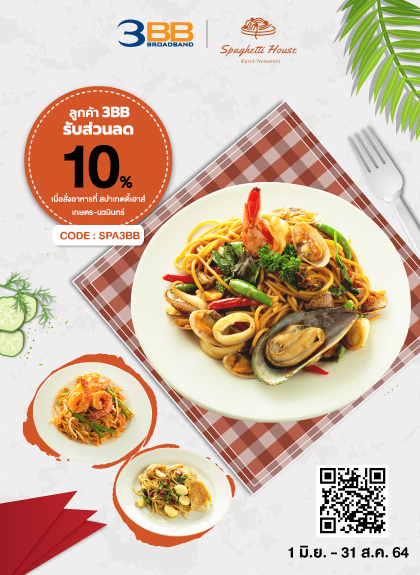 3BB
BROADBAND
Spaghetti House
Kaset Nawamin
ลูกค้า 3BB
รับส่วนลด
10%
เมื่อสั่งอาหารที่ สปาเกตตี้เฮาส์
เกษตร-นวมินทร์
CODE : SPA3BB
1 มิ.ย. - 31 ส.ค. 64